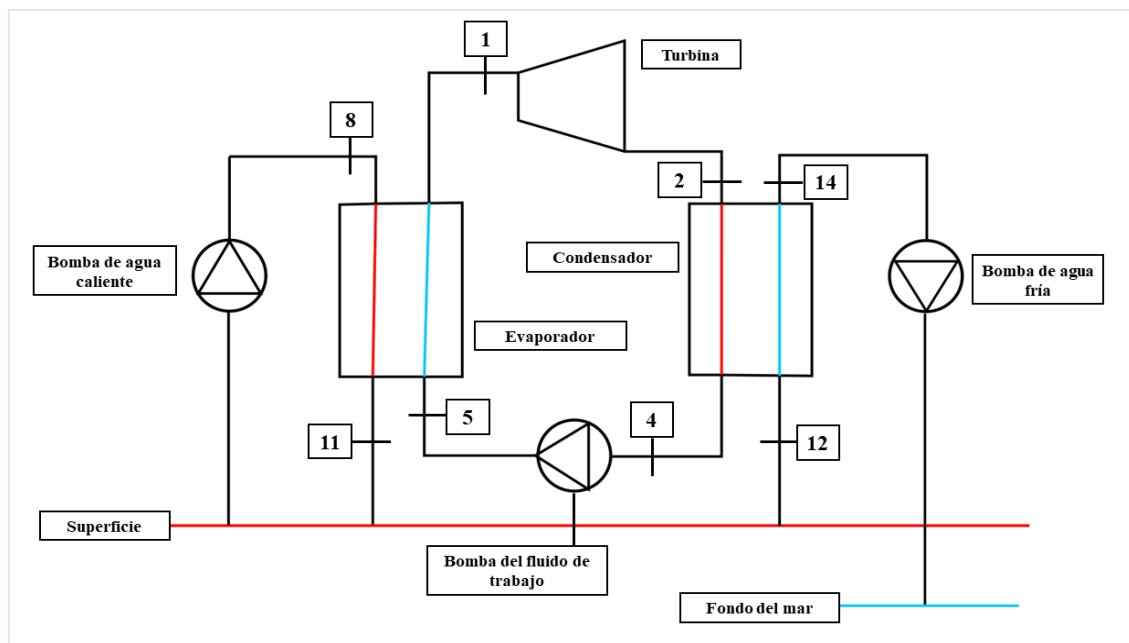 1
Turbina
8
2
14
Bomba de agua
caliente
Condensador
Bomba de agua
fría
Evaporador
5
4
11
12
Superficie
Bomba del fluido de
trabajo
Fondo del mar